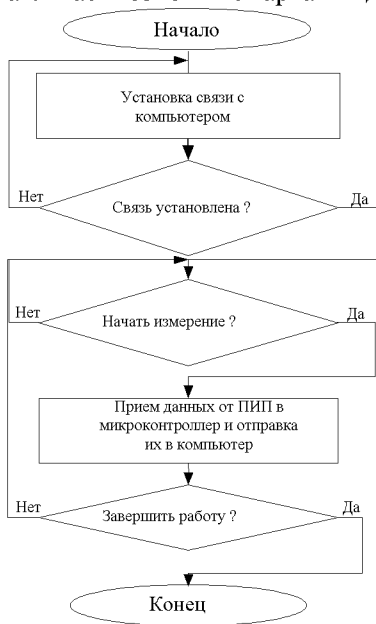 Начало
Установка связи с
компьютером
Нет
Связь установлена ?
Да
Нет
Начать измерение ?
Да
Прием данных от ПИП в
микроконтроллер и отправка
их в компьютер
Нет
Завершить работу ?
Да
Конец